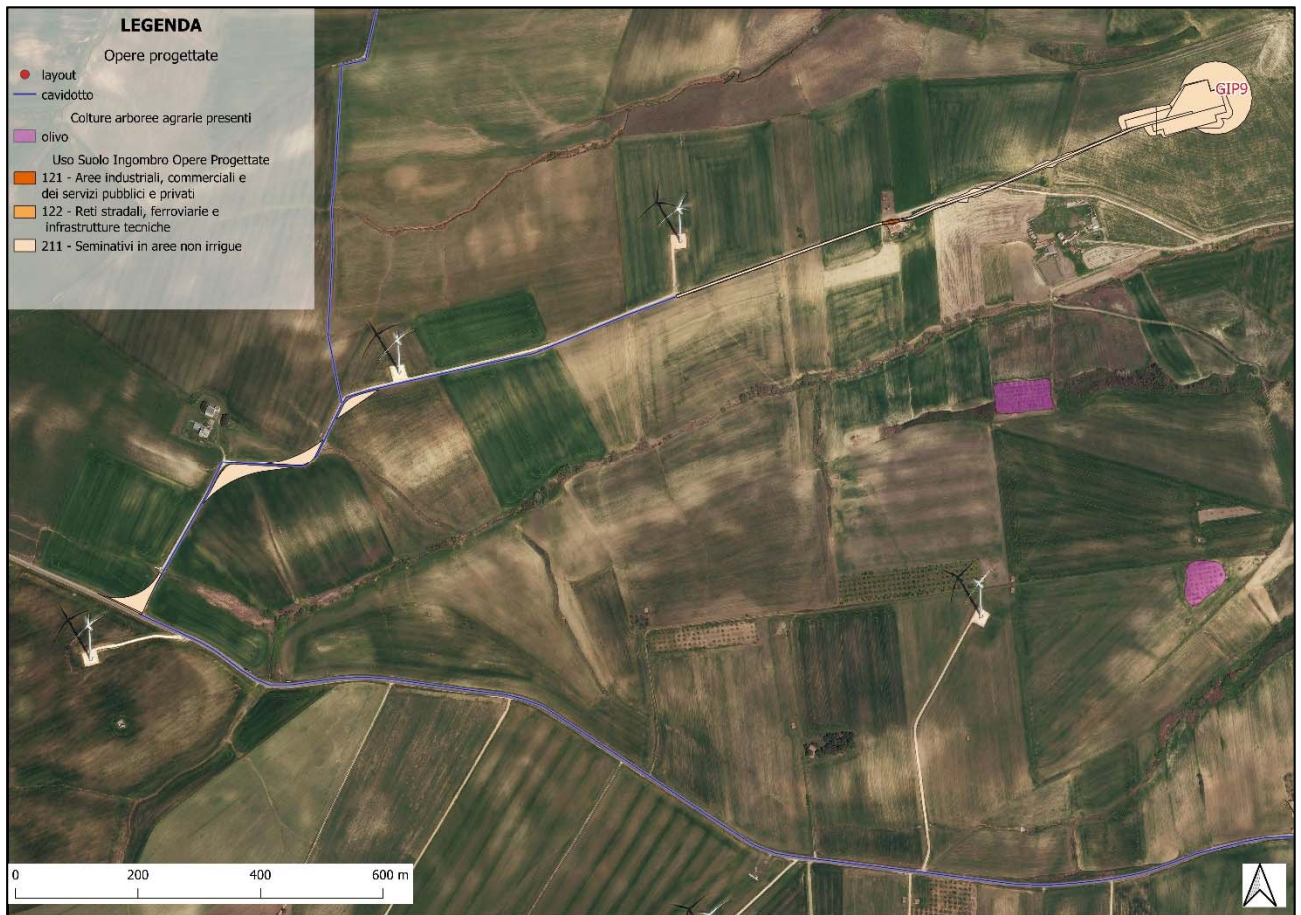 LEGENDA
Opere progettate
layout
cavidotto
Colture arboree agrarie presenti
olivo
Uso Suolo Ingombro Opere Progettate
121 - Aree industriali, commerciali e
dei servizi pubblici e privati
122 - Reti stradali, ferroviarie e
infrastrutture tecniche
211 - Seminativi in aree non irrigue
GIP9
0 200 400 600 m